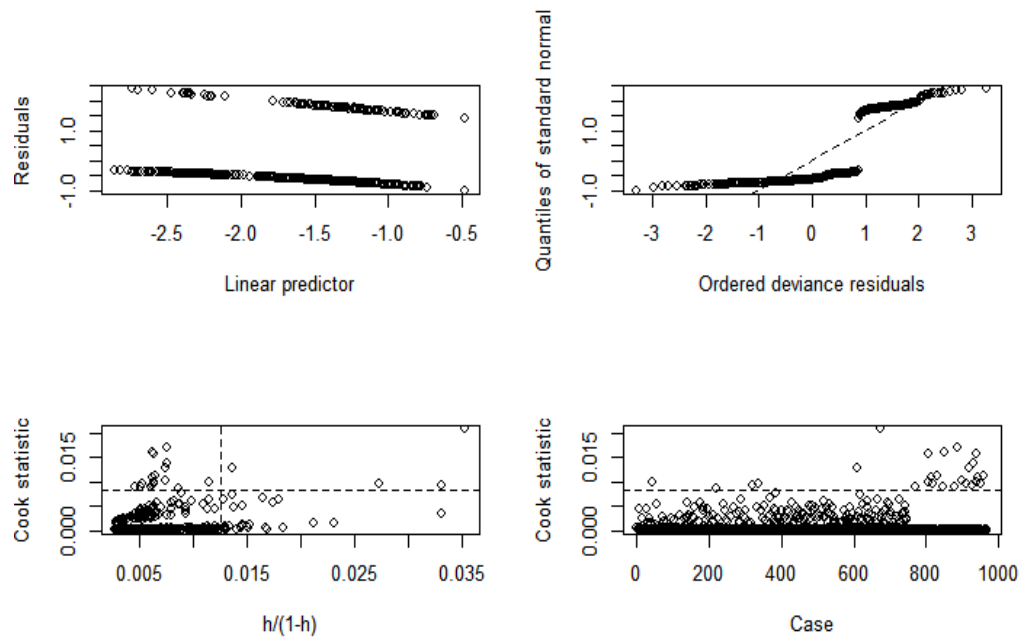 Residuals
1.0
-1.0
-2.5 -2.0 -1.5 -1.0 -0.5
Linear predictor
Quantiles of standard normal
1.0
-1.0
-3 -2 -1 0 1 2 3
Ordered deviance residuals
Cook statistic
0.015
0.000
0.005 0.015 0.025 0.035
h/(1-h)
Cook statistic
0.015
0.000
0 200 400 600 800 1000
Case